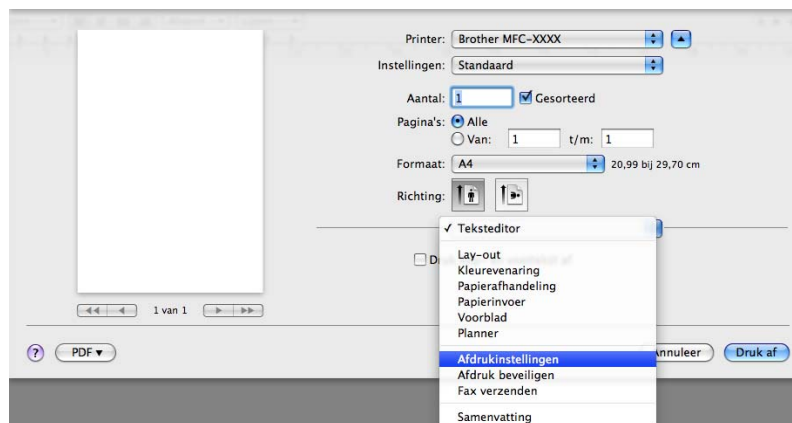 Printer: Brother MFC-XXXX
Instellingen: Standaard
Aantal: 1 Gesorteerd
Pagina's: Alle
Van: 1 t/m: 1
Formaat: A4 20,99 bij 29,70 cm
Richting:
✓ Teksteditor
Lay-out
Kleurevenaring
Papierafhandeling
Papierinvoer
Voorblad
Planner
Afdrukinstellingen
Afdruk beveiligen
Fax verzenden
Samenvatting
1 van 1
? PDF▼ Annuleer Druk af